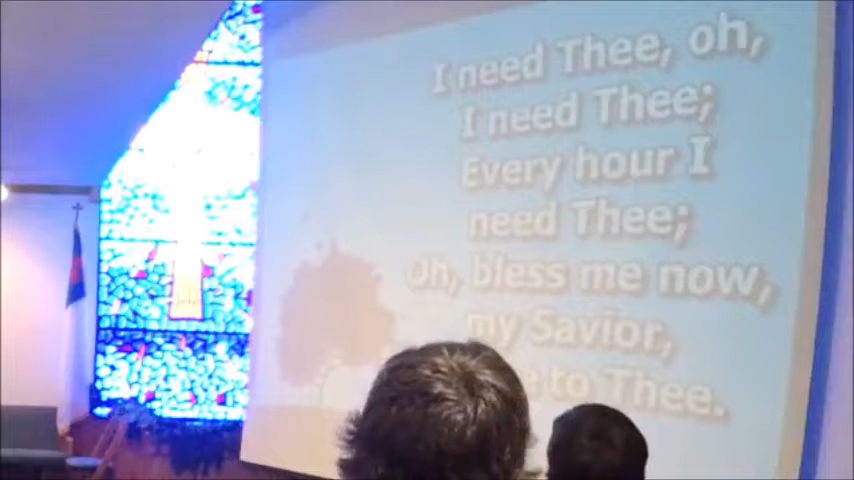 I need Thee, oh,
I need Thee;
Every hour I
need Thee;
Oh, bless me now,
my Savior,
to Thee.